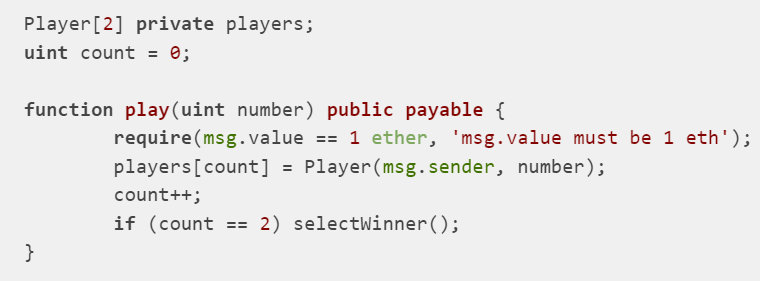 Player[2] private players;
uint count = 0;

function play(uint number) public payable {
        require(msg.value == 1 ether, 'msg.value must be 1 eth');
        players[count] = Player(msg.sender, number);
        count++;
        if (count == 2) selectWinner();
}